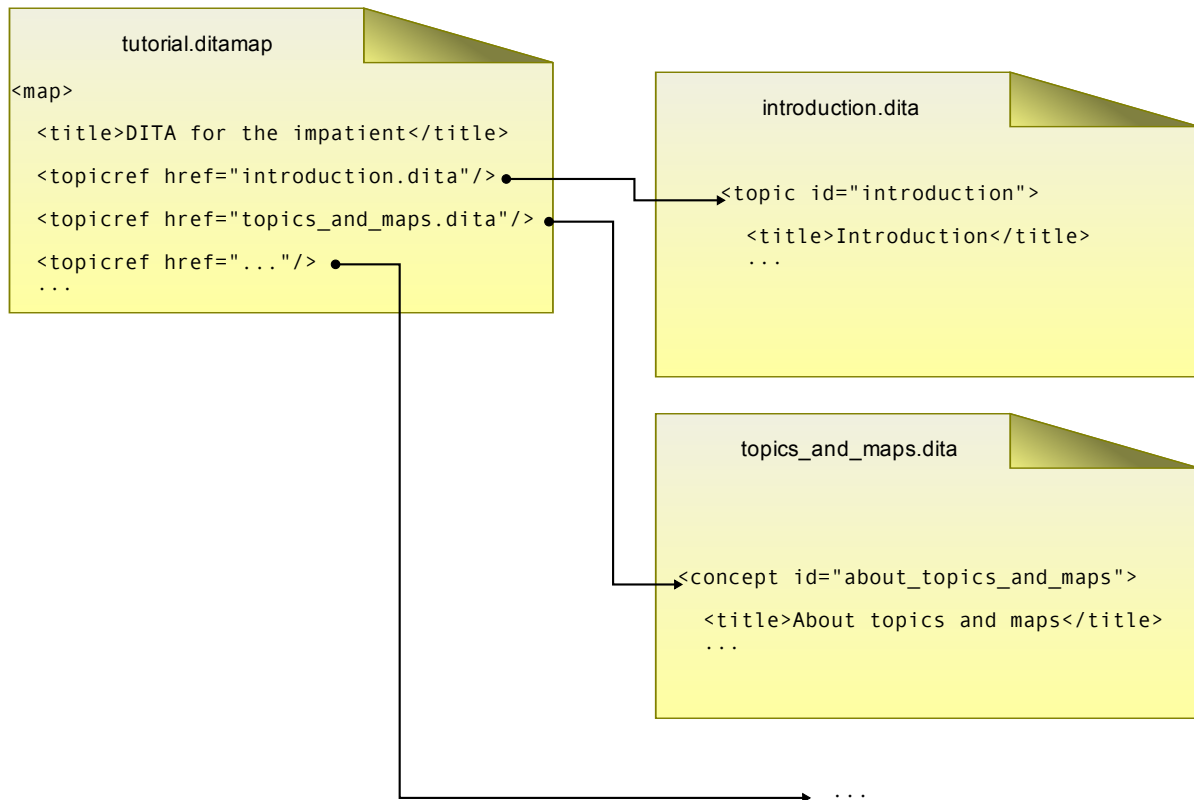 tutorial.ditamap
<map>
<title>DITA for the impatient</title>
<topicref href="introduction.dita"/>
<topicref href="topics_and_maps.dita"/>
<topicref href="..."/>
...
introduction.dita
<topic id="introduction">
<title>Introduction</title>
...
topics_and_maps.dita
<concept id="about_topics_and_maps">
<title>About topics and maps</title>
...
...